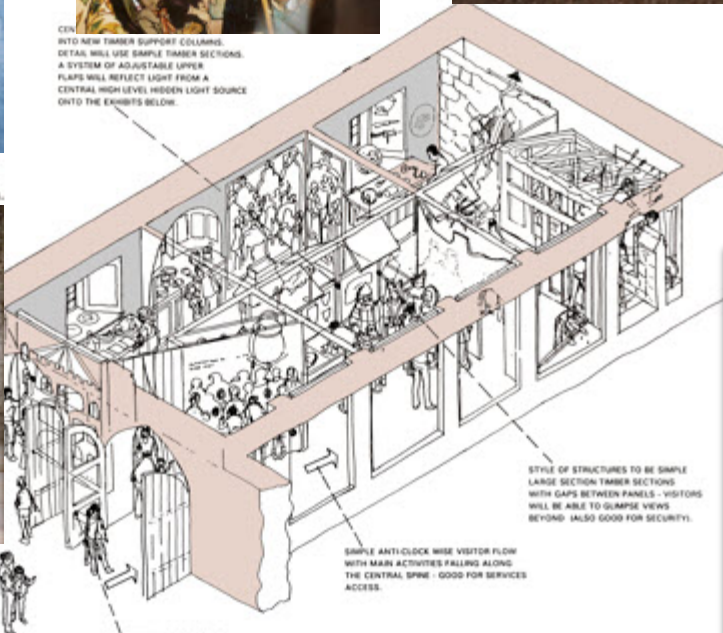 CEN
INTO NEW TIMBER SUPPORT COLUMNS.
DETAIL WILL USE SIMPLE TIMBER SECTIONS.
A SYSTEM OF ADJUSTABLE UPPER
FLAPS WILL REFLECT LIGHT FROM A
CENTRAL HIGH LEVEL HIDDEN LIGHT SOURCE
ONTO THE EXHIBITS BELOW.
STYLE OF STRUCTURES TO BE SIMPLE
LARGE SECTION TIMBER SECTIONS
WITH GAPS BETWEEN PANELS - VISITORS
WILL BE ABLE TO GLIMPSE VIEWS
BEYOND (ALSO GOOD FOR SECURITY).
SIMPLE ANTI-CLOCK WISE VISITOR FLOW
WITH MAIN ACTIVITIES FALLING ALONG
THE CENTRAL SPINE - GOOD FOR SERVICES
ACCESS.